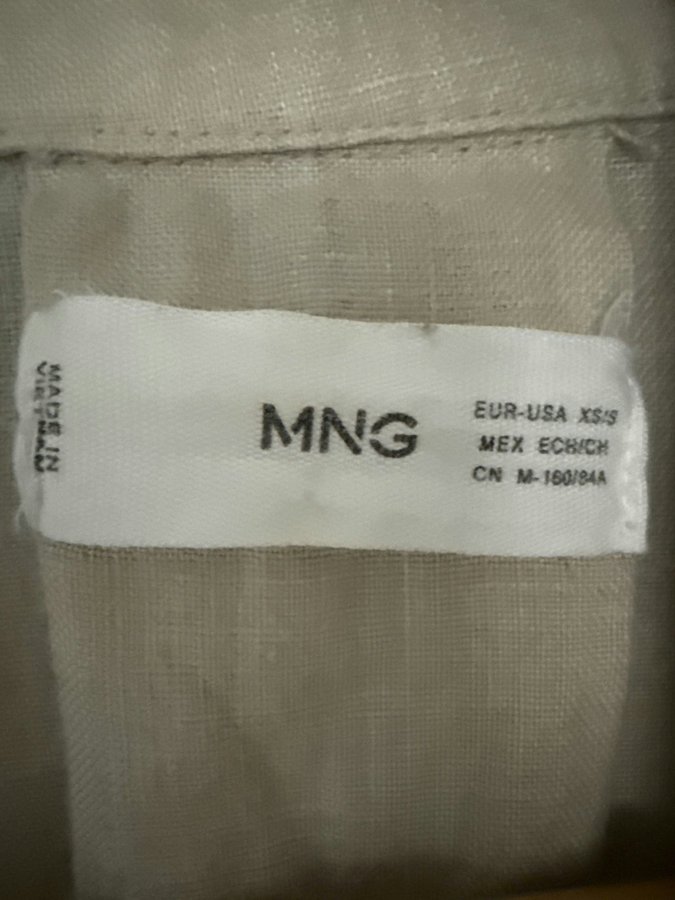 MADE IN
VIETNAM
MNG
EUR-USA XS/S
MEX ECH/CH
CN M-160/84A